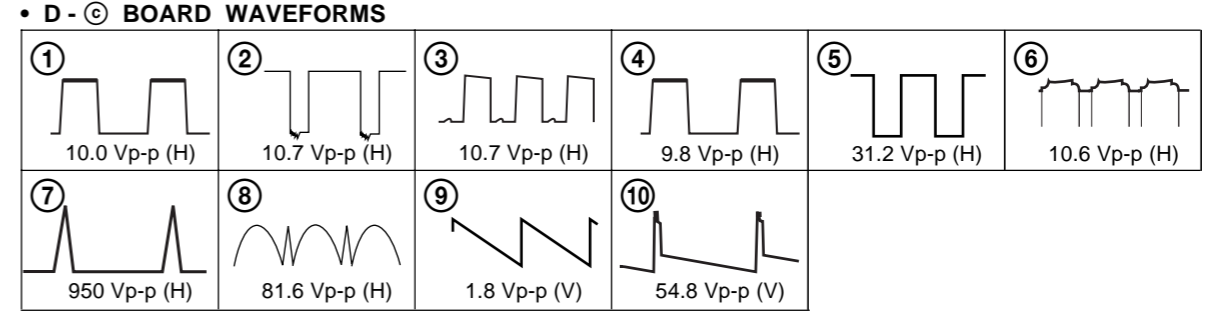 • D - ⓒ BOARD WAVEFORMS
① ② ③ ④ ⑤ ⑥
10.0 Vp-p (H) 10.7 Vp-p (H) 10.7 Vp-p (H) 9.8 Vp-p (H) 31.2 Vp-p (H) 10.6 Vp-p (H)
⑦ ⑧ ⑨ ⑩
950 Vp-p (H) 81.6 Vp-p (H) 1.8 Vp-p (V) 54.8 Vp-p (V)